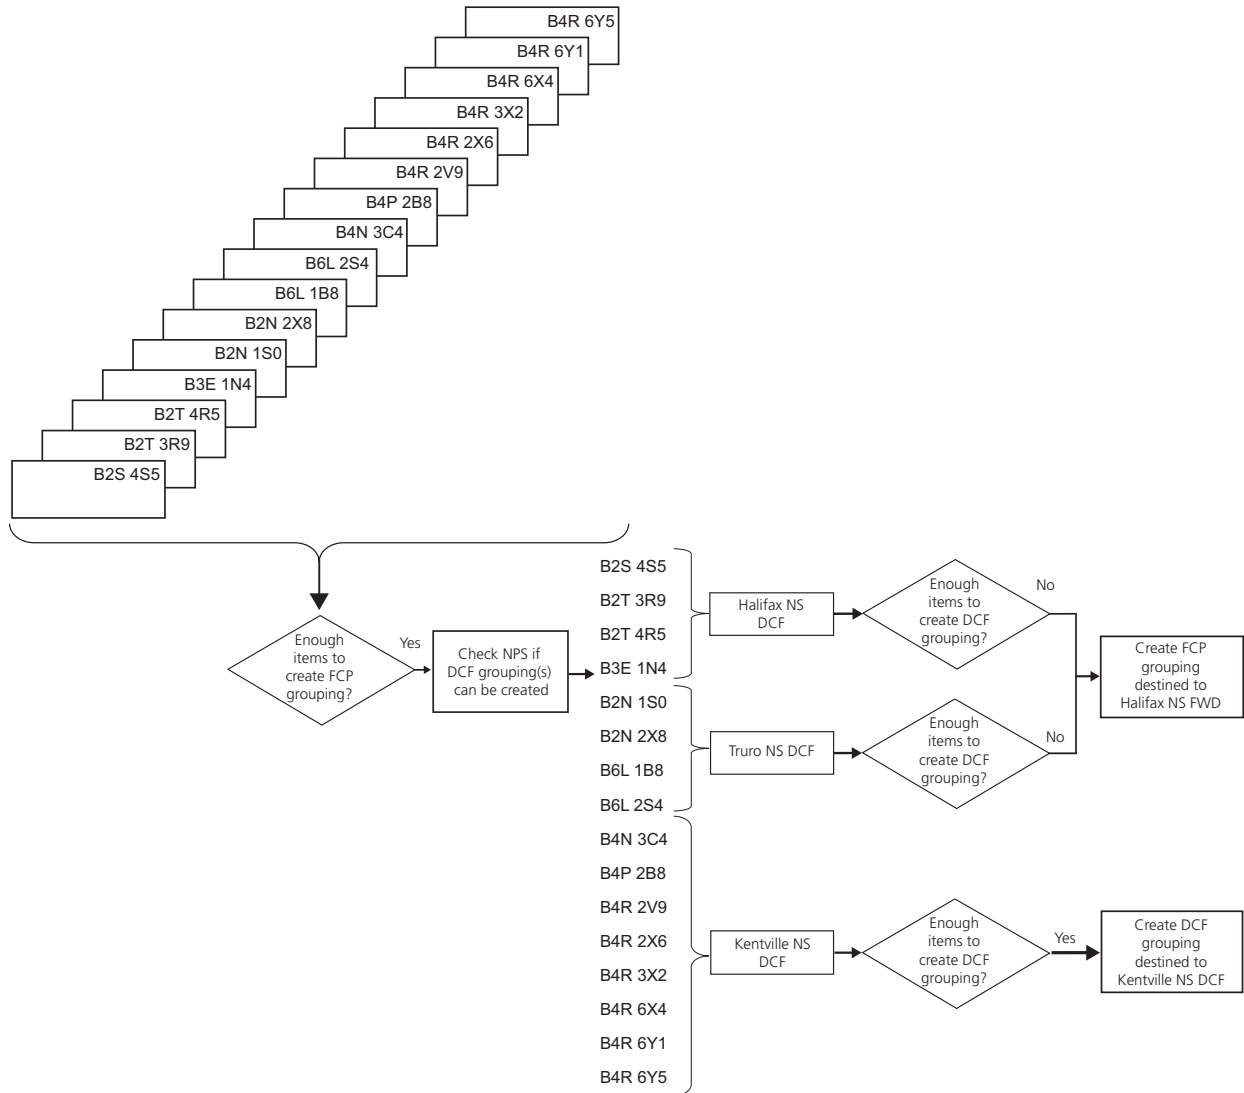 B4R 6Y5
B4R 6Y1
B4R 6X4
B4R 3X2
B4R 2X6
B4R 2V9
B4P 2B8
B4N 3C4
B6L 2S4
B6L 1B8
B2N 2X8
B2N 1S0
B3E 1N4
B2T 4R5
B2T 3R9
B2S 4S5
Enough
items to
create FCP
grouping?
Yes
Check NPS if
DCF grouping(s)
can be created
B2S 4S5
B2T 3R9
B2T 4R5
B3E 1N4
B2N 1S0
B2N 2X8
B6L 1B8
B6L 2S4
B4N 3C4
B4P 2B8
B4R 2V9
B4R 2X6
B4R 3X2
B4R 6X4
B4R 6Y1
B4R 6Y5
Halifax NS
DCF
Enough
items to
create DCF
grouping?
No
Truro NS DCF
Enough
items to
create DCF
grouping?
No
Create FCP
grouping
destined to
Halifax NS FWD
Kentville NS
DCF
Enough
items to
create DCF
grouping?
Yes
Create DCF
grouping
destined to
Kentville NS DCF